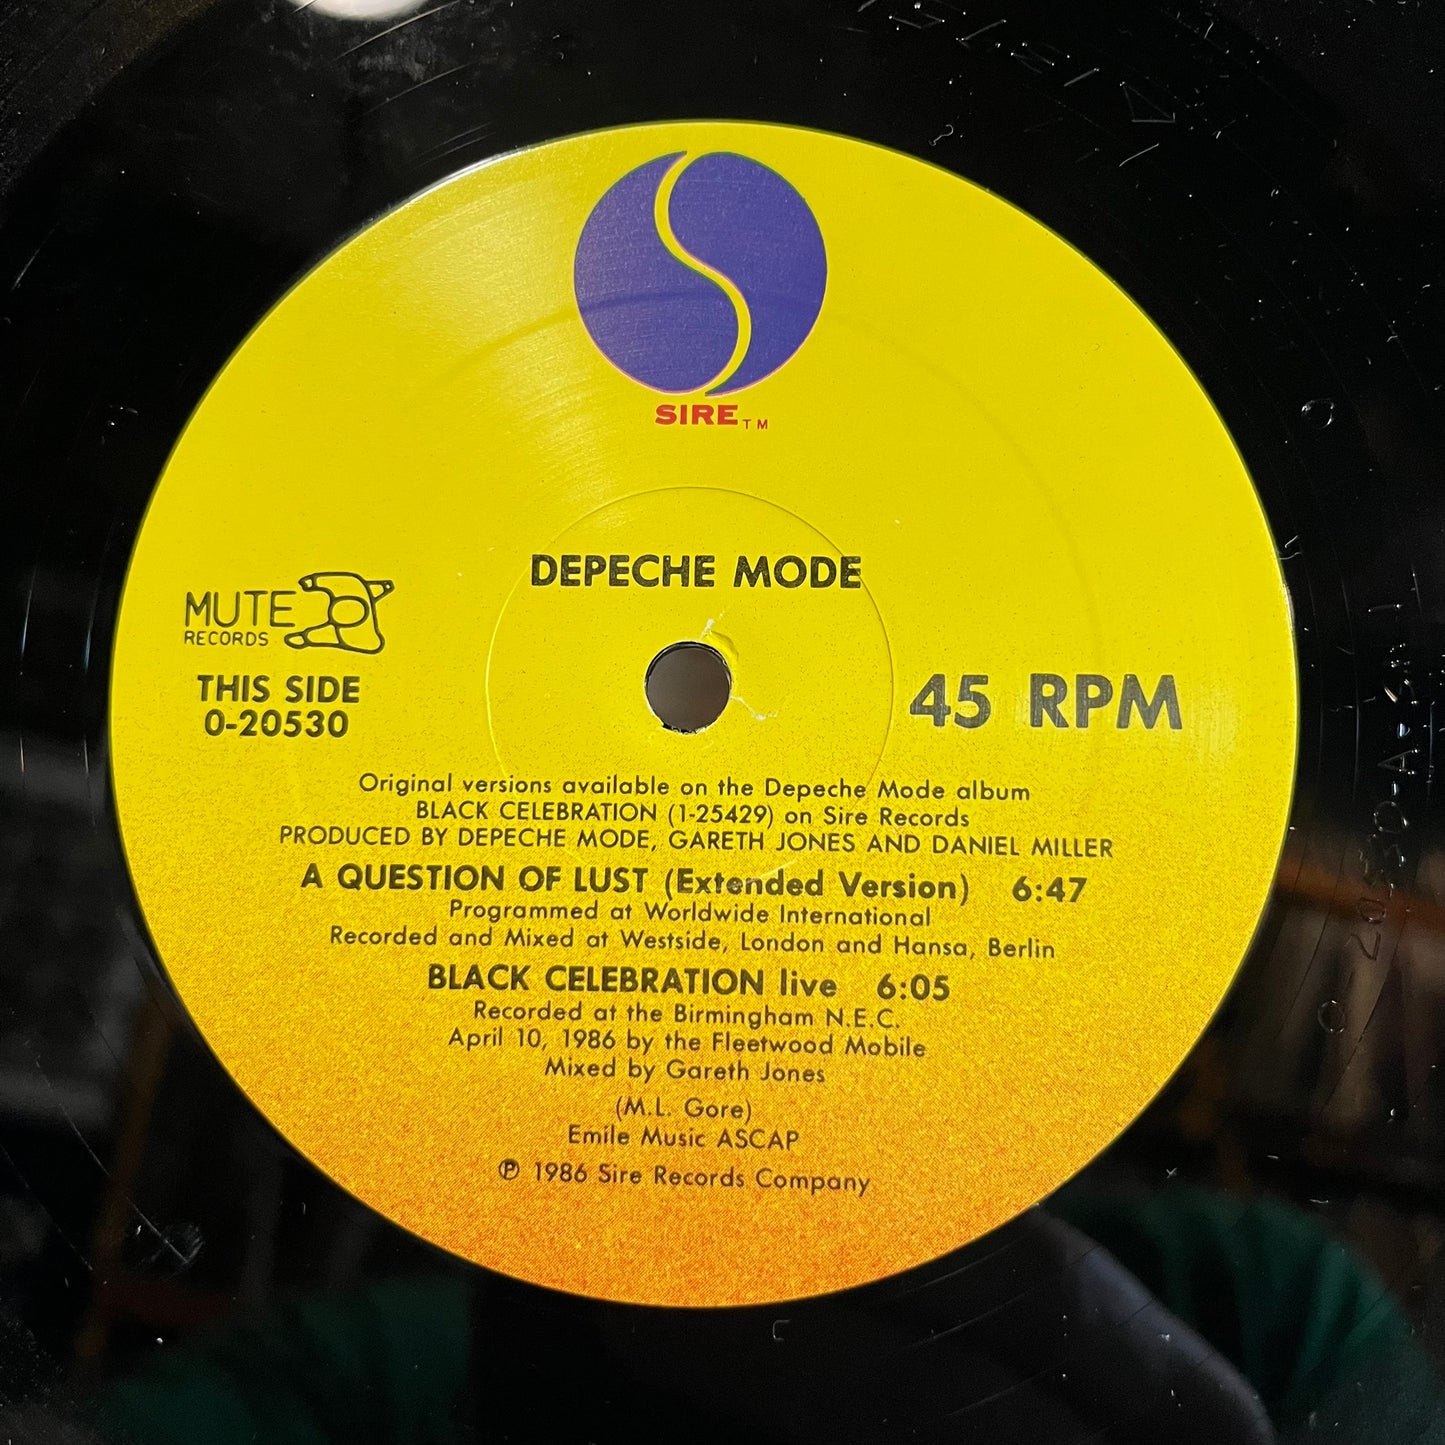 SIRE TM
DEPECHE MODE
MUTE
RECORDS
THIS SIDE
0-20530
45 RPM
Original versions available on the Depeche Mode album
BLACK CELEBRATION (1-25429) on Sire Records
PRODUCED BY DEPECHE MODE, GARETH JONES AND DANIEL MILLER
A QUESTION OF LUST (Extended Version) 6:47
Programmed at Worldwide International
Recorded and Mixed at Westside, London and Hansa, Berlin
BLACK CELEBRATION live 6:05
Recorded at the Birmingham N.E.C.
April 10, 1986 by the Fleetwood Mobile
Mixed by Gareth Jones
(M.L. Gore)
Emile Music ASCAP
℗ 1986 Sire Records Company